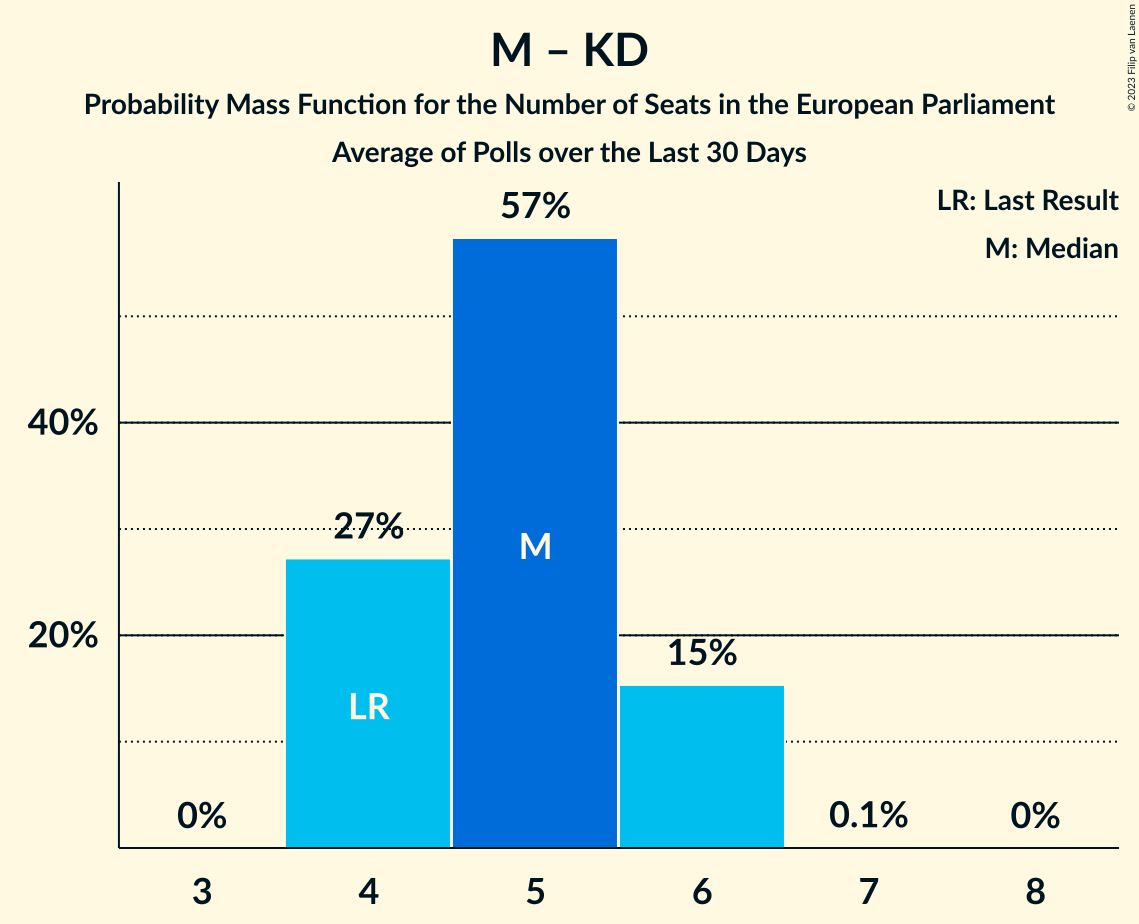 M – KD
Probability Mass Function for the Number of Seats in the European Parliament
Average of Polls over the Last 30 Days
© 2023 Filip van Laenen
LR: Last Result
M: Median
57%
40%
27%
M
20%
15%
LR
0%
0.1%
0%
3 4 5 6 7 8